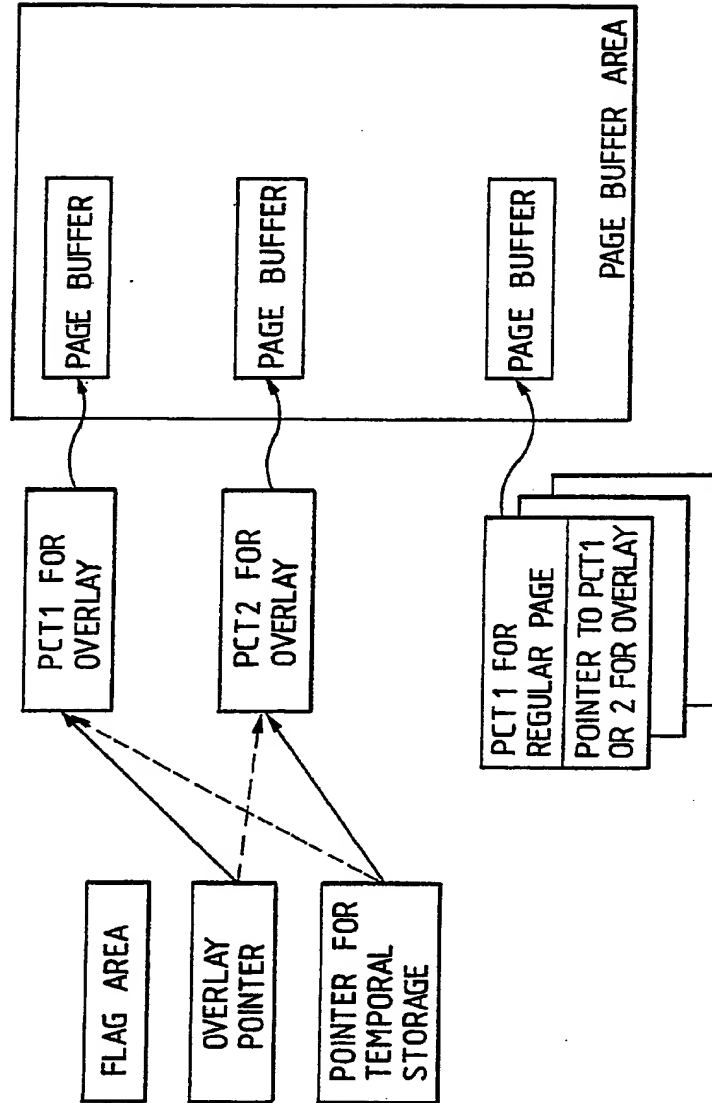 FLAG AREA
OVERLAY
POINTER
POINTER FOR
TEMPORAL
STORAGE
PCT1 FOR
OVERLAY
PCT2 FOR
OVERLAY
PCT1 FOR
REGULAR PAGE
POINTER TO PCT1
OR 2 FOR OVERLAY
PAGE BUFFER
PAGE BUFFER
PAGE BUFFER
PAGE BUFFER AREA